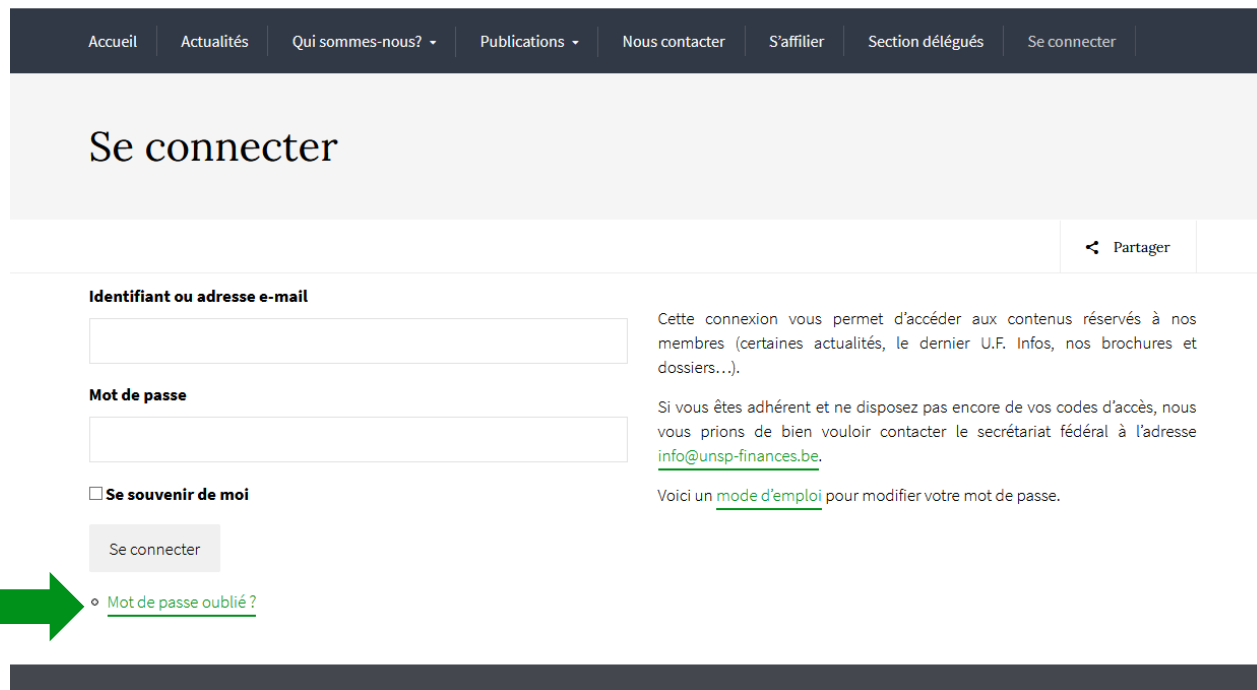 Accueil Actualités Qui sommes-nous? Publications Nous contacter S'affilier Section délégués Se connecter
Se connecter
Partager
Identifiant ou adresse e-mail
Mot de passe
Se souvenir de moi
Se connecter
Mot de passe oublié ?
Cette connexion vous permet d'accéder aux contenus réservés à nos
membres (certaines actualités, le dernier U.F. Infos, nos brochures et
dossiers…).
Si vous êtes adhérent et ne disposez pas encore de vos codes d'accès, nous
vous prions de bien vouloir contacter le secrétariat fédéral à l'adresse
info@unsp-finances.be.
Voici un mode d'emploi pour modifier votre mot de passe.